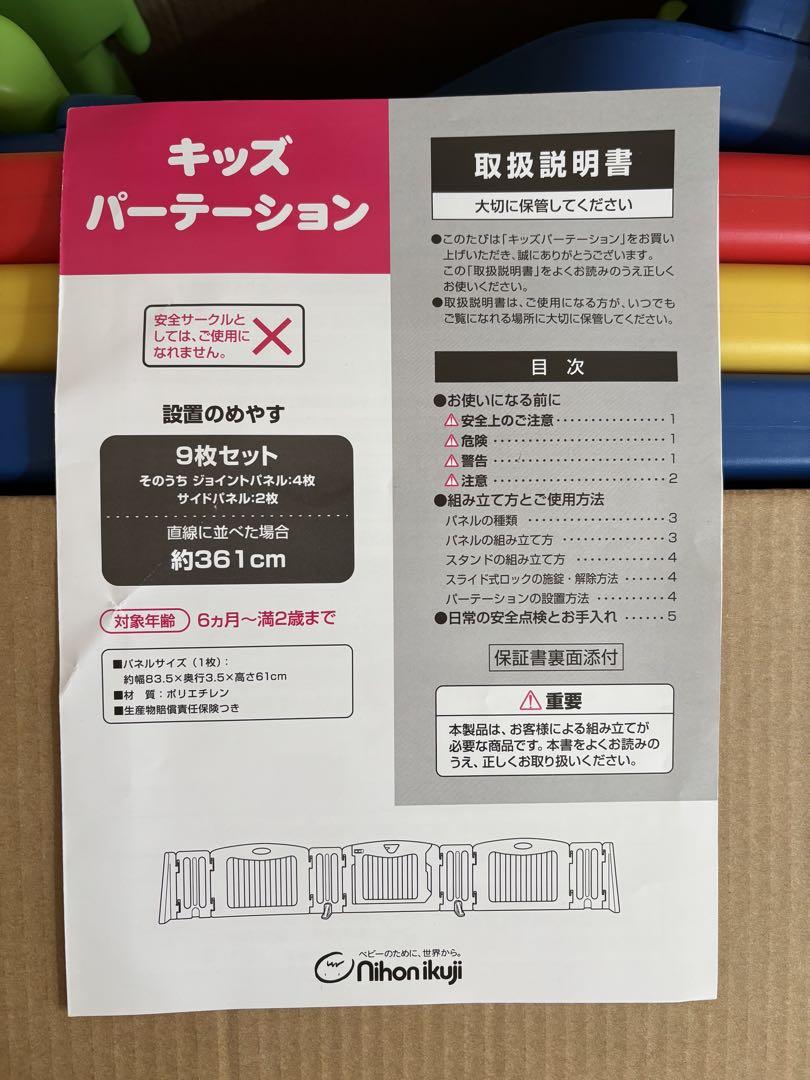 キッズ
パーテーション
安全サークルと
しては、ご使用に
なれません。
設置のめやす
9枚セット
そのうち ジョイントパネル:4枚
サイドパネル:2枚
直線に並べた場合
約361cm
対象年齢 6ヵ月～満2歳まで
■パネルサイズ（1枚）：
約幅83.5×奥行3.5×高さ61cm
■材　質：ポリエチレン
■生産物賠償責任保険つき
取扱説明書
大切に保管してください
●このたびは「キッズパーテーション」をお買い
上げいただき、誠にありがとうございます。
この「取扱説明書」をよくお読みのうえ正しく
お使いください。
●取扱説明書は、ご使用になる方が、いつでも
ご覧になれる場所に大切に保管してください。
目　次
●お使いになる前に
⚠安全上のご注意・・・・・・・・・・・・・・・1
⚠危険・・・・・・・・・・・・・・・・・・・・・1
⚠警告・・・・・・・・・・・・・・・・・・・・・1
⚠注意・・・・・・・・・・・・・・・・・・・・・2
●組み立て方とご使用方法
パネルの種類・・・・・・・・・・・・・・・・・3
パネルの組み立て方・・・・・・・・・・・・・3
スタンドの組み立て方・・・・・・・・・・・・4
スライド式ロックの施錠・解除方法・・・・・・4
パーテーションの設置方法・・・・・・・・・・4
●日常の安全点検とお手入れ・・・・・・5
保証書裏面添付
⚠重要
本製品は、お客様による組み立てが
必要な商品です。本書をよくお読みの
うえ、正しくお取り扱いください。
ベビーのために、世界から。
nihon ikuji